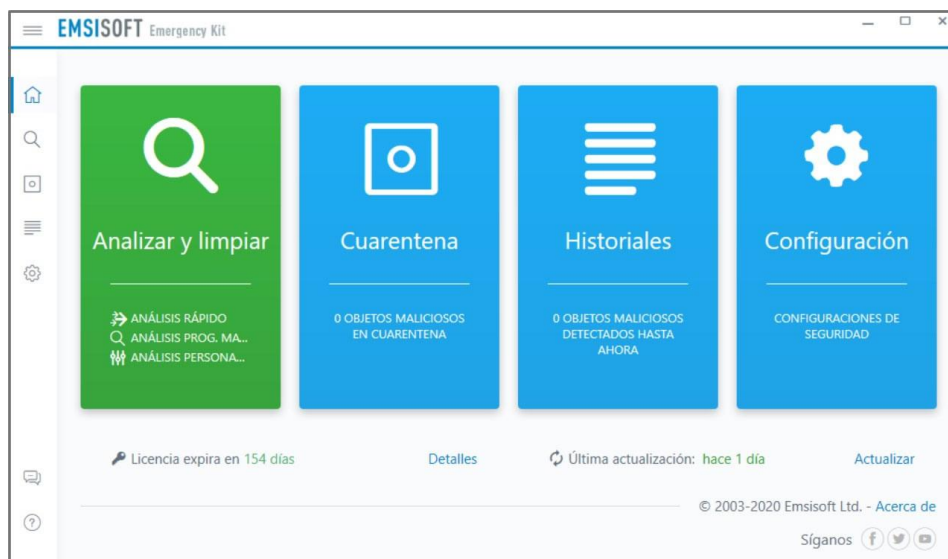 EMSISOFT Emergency Kit
Analizar y limpiar
ANÁLISIS RÁPIDO
ANÁLISIS PROG. MA...
ANÁLISIS PERSONA...
Cuarentena
0 OBJETOS MALICIOSOS
EN CUARENTENA
Historiales
0 OBJETOS MALICIOSOS
DETECTADOS HASTA
AHORA
Configuración
CONFIGURACIONES DE
SEGURIDAD
Licencia expira en 154 días Detalles Última actualización: hace 1 día Actualizar
© 2003-2020 Emsisoft Ltd. - Acerca de
Síganos